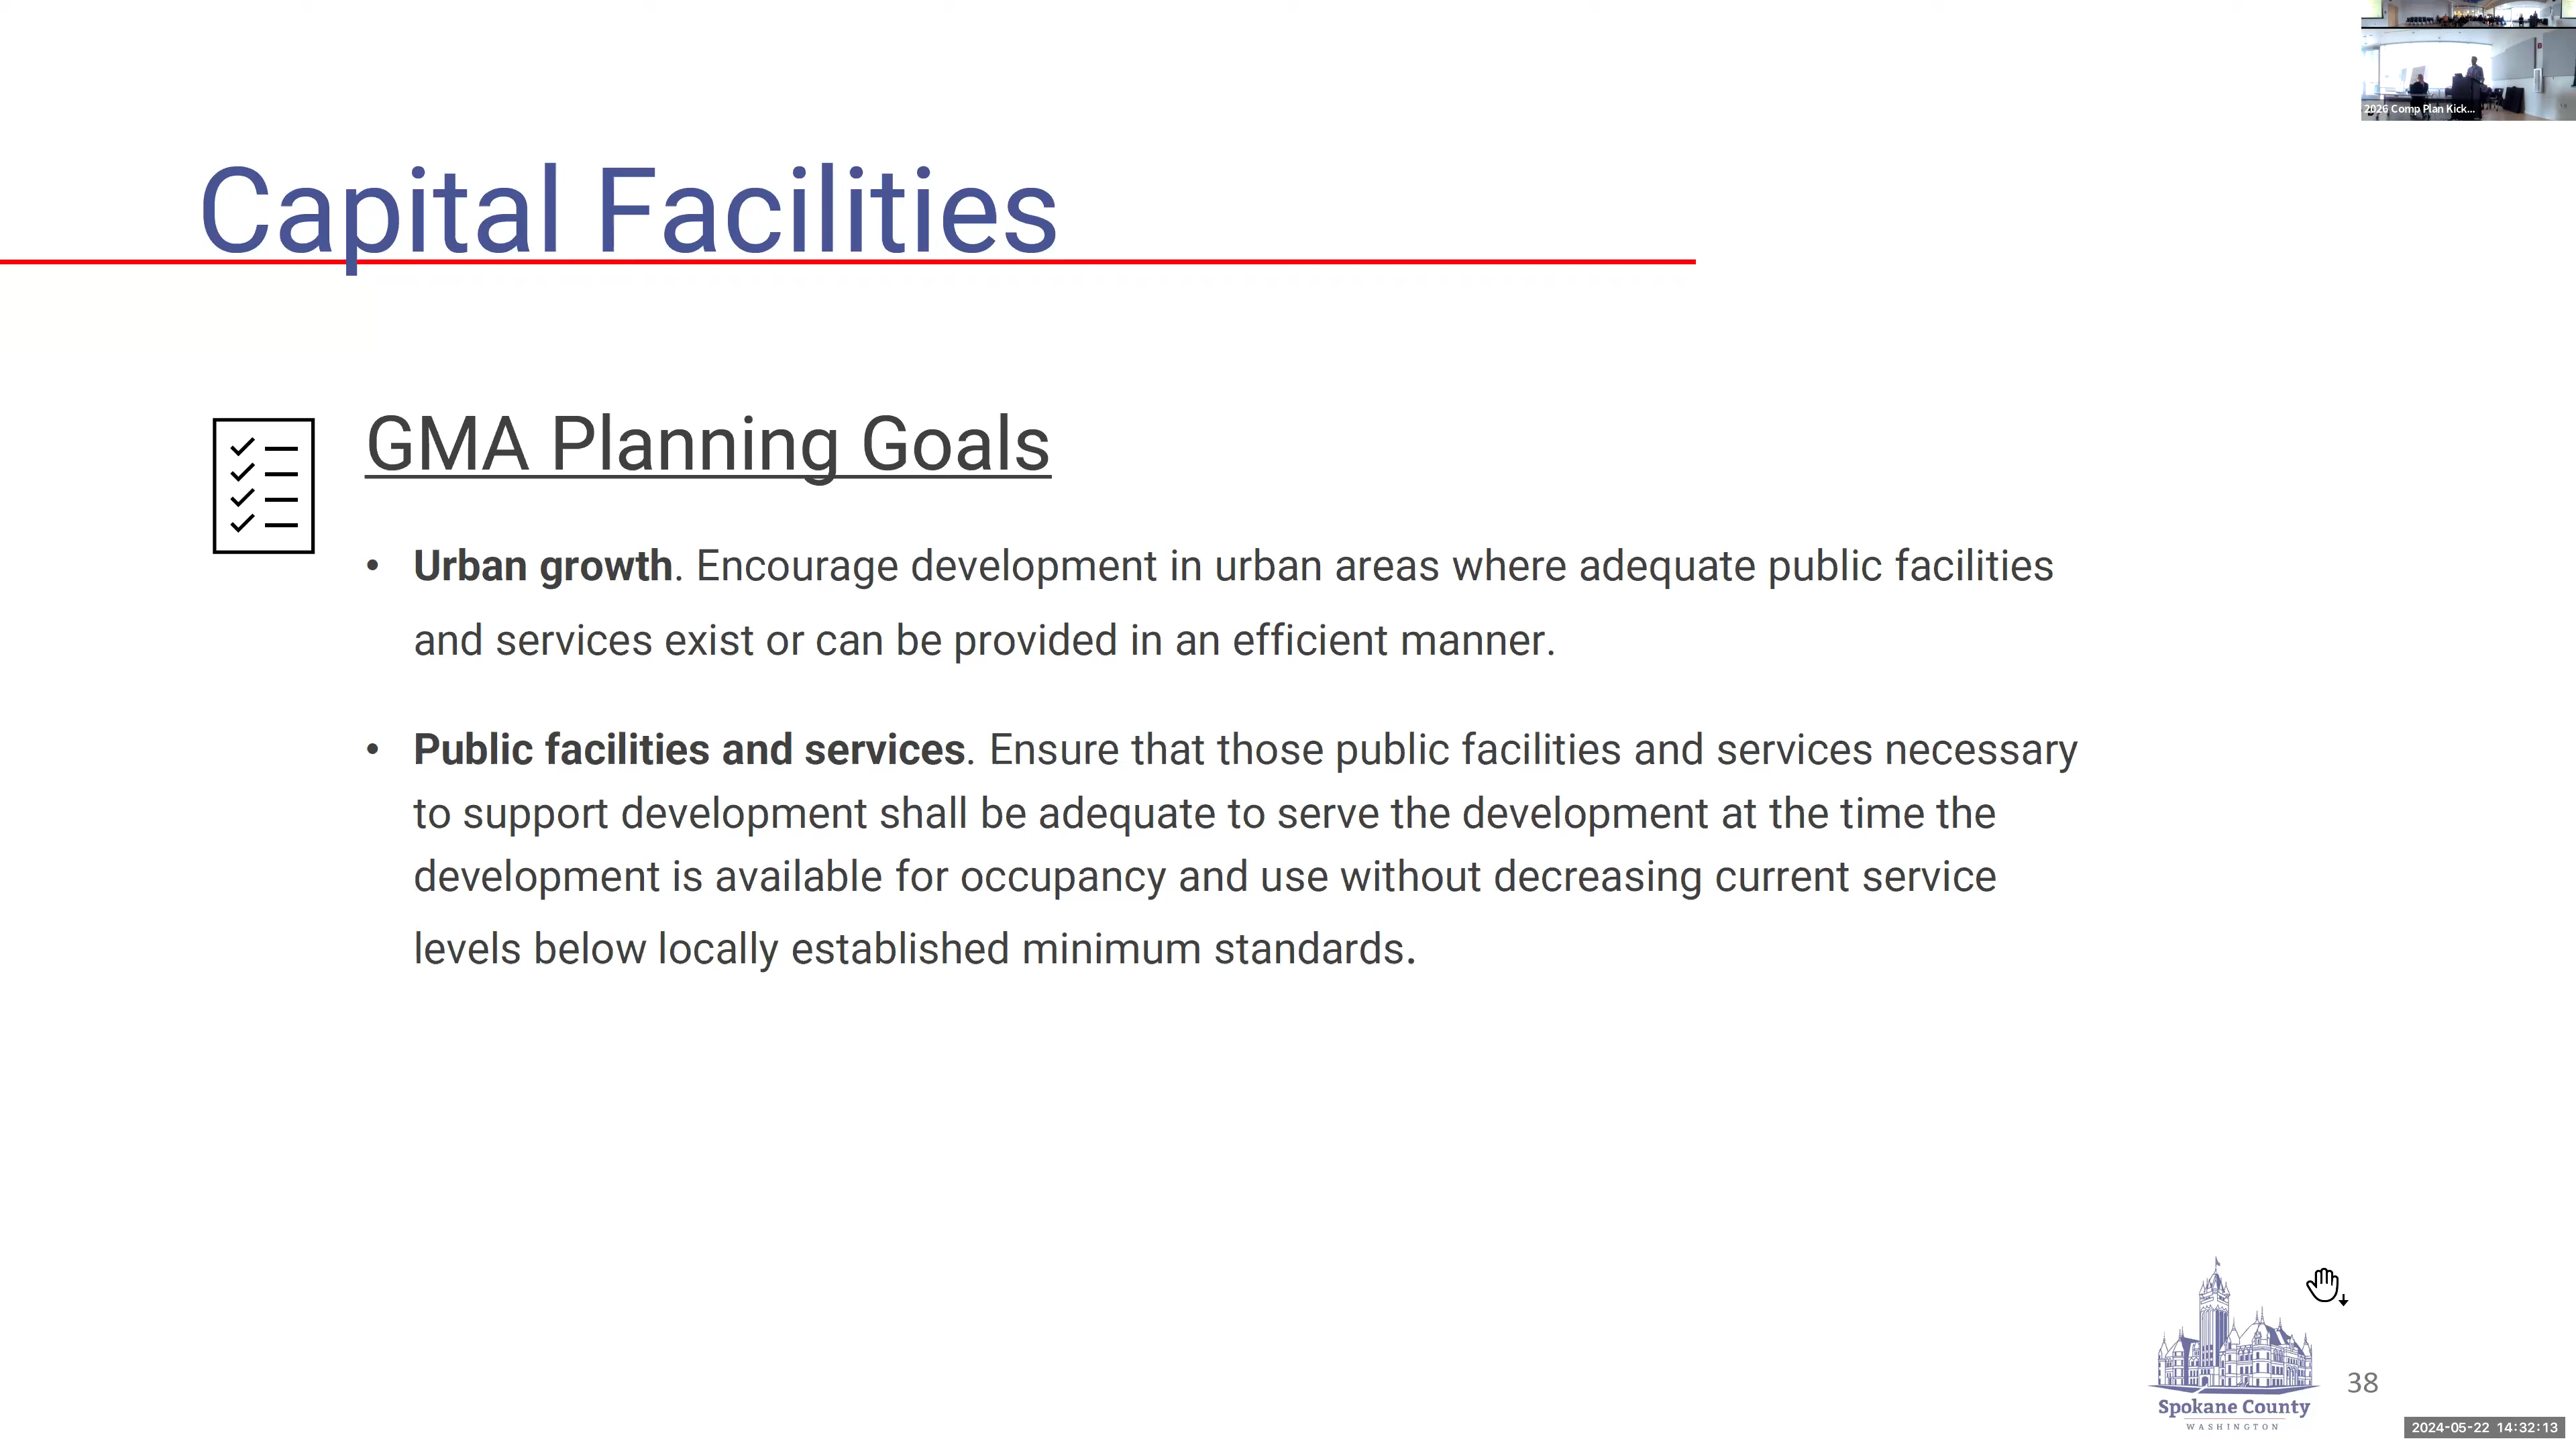 2026 Comp Plan Kick...
Capital Facilities
GMA Planning Goals
• Urban growth. Encourage development in urban areas where adequate public facilities
and services exist or can be provided in an efficient manner.
• Public facilities and services. Ensure that those public facilities and services necessary
to support development shall be adequate to serve the development at the time the
development is available for occupancy and use without decreasing current service
levels below locally established minimum standards.
Spokane County
WASHINGTON
38
2024-05-22 14:32:13